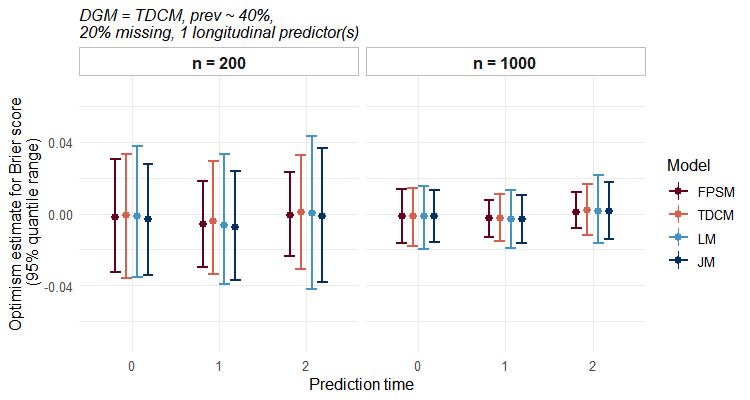 DGM = TDCM, prev ~ 40%,
20% missing, 1 longitudinal predictor(s)
n = 200
n = 1000
Optimism estimate for Brier score
(95% quantile range)
0.04
0.00
-0.04
0
1
2
0
1
2
Prediction time
Model
FPSM
TDCM
LM
JM